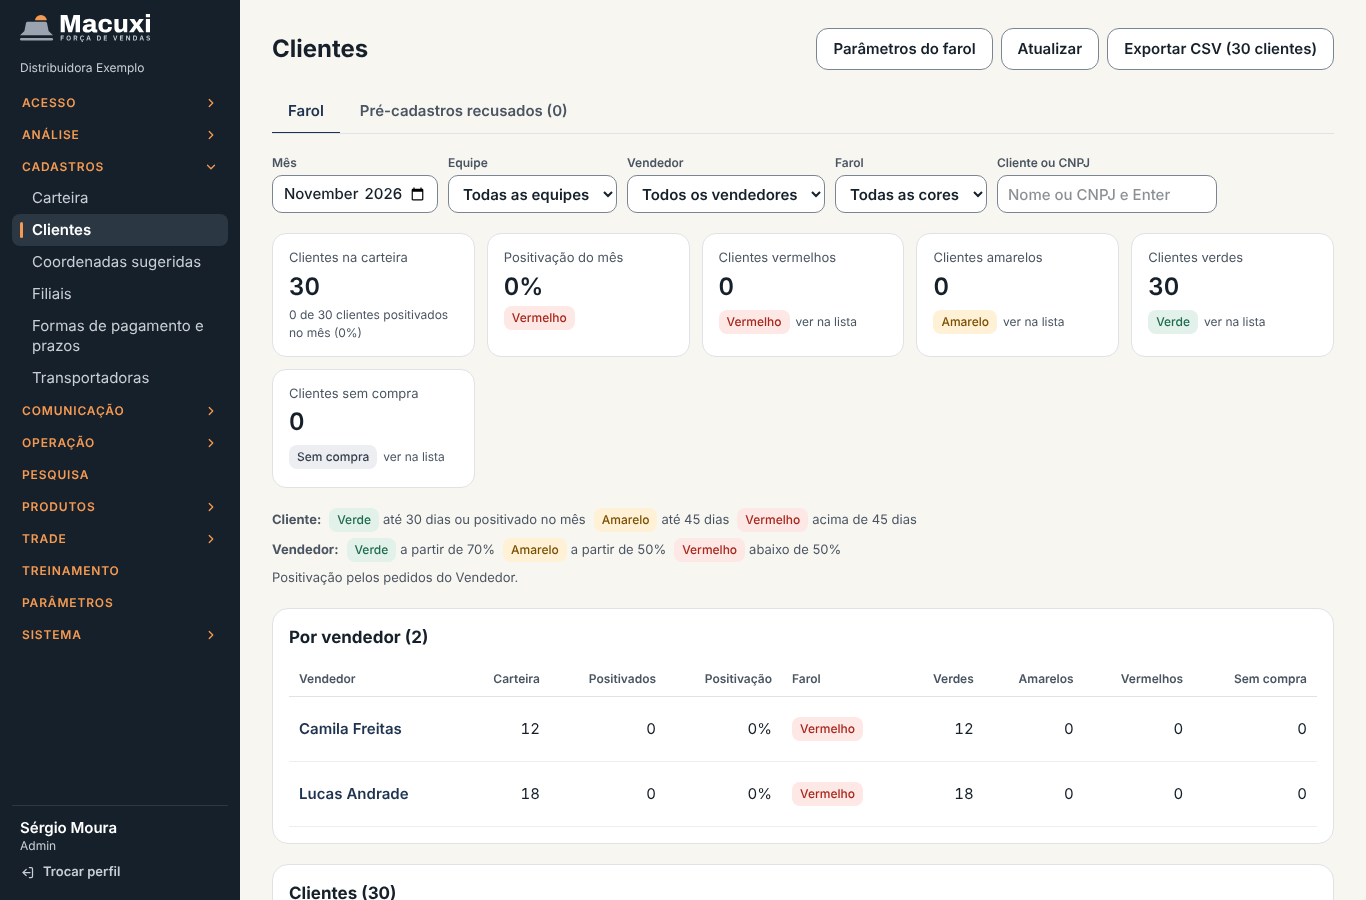 Macuxi
FORÇA DE VENDAS
Distribuidora Exemplo
ACESSO
ANÁLISE
CADASTROS
Carteira
Clientes
Coordenadas sugeridas
Filiais
Formas de pagamento e
prazos
Transportadoras
COMUNICAÇÃO
OPERAÇÃO
PESQUISA
PRODUTOS
TRADE
TREINAMENTO
PARÂMETROS
SISTEMA
Sérgio Moura
Admin
Trocar perfil
Clientes
Parâmetros do farol
Atualizar
Exportar CSV (30 clientes)
Farol
Pré-cadastros recusados (0)
Mês
Equipe
Vendedor
Farol
Cliente ou CNPJ
November 2026
Todas as equipes
Todos os vendedores
Todas as cores
Nome ou CNPJ e Enter
Clientes na carteira
30
0 de 30 clientes positivados
no mês (0%)
Positivação do mês
0%
Vermelho
Clientes vermelhos
0
Vermelho ver na lista
Clientes amarelos
0
Amarelo ver na lista
Clientes verdes
30
Verde ver na lista
Clientes sem compra
0
Sem compra ver na lista
Cliente: Verde até 30 dias ou positivado no mês Amarelo até 45 dias Vermelho acima de 45 dias
Vendedor: Verde a partir de 70% Amarelo a partir de 50% Vermelho abaixo de 50%
Positivação pelos pedidos do Vendedor.
Por vendedor (2)
Vendedor Carteira Positivados Positivação Farol Verdes Amarelos Vermelhos Sem compra
Camila Freitas 12 0 0% Vermelho 12 0 0 0
Lucas Andrade 18 0 0% Vermelho 18 0 0 0
Clientes (30)